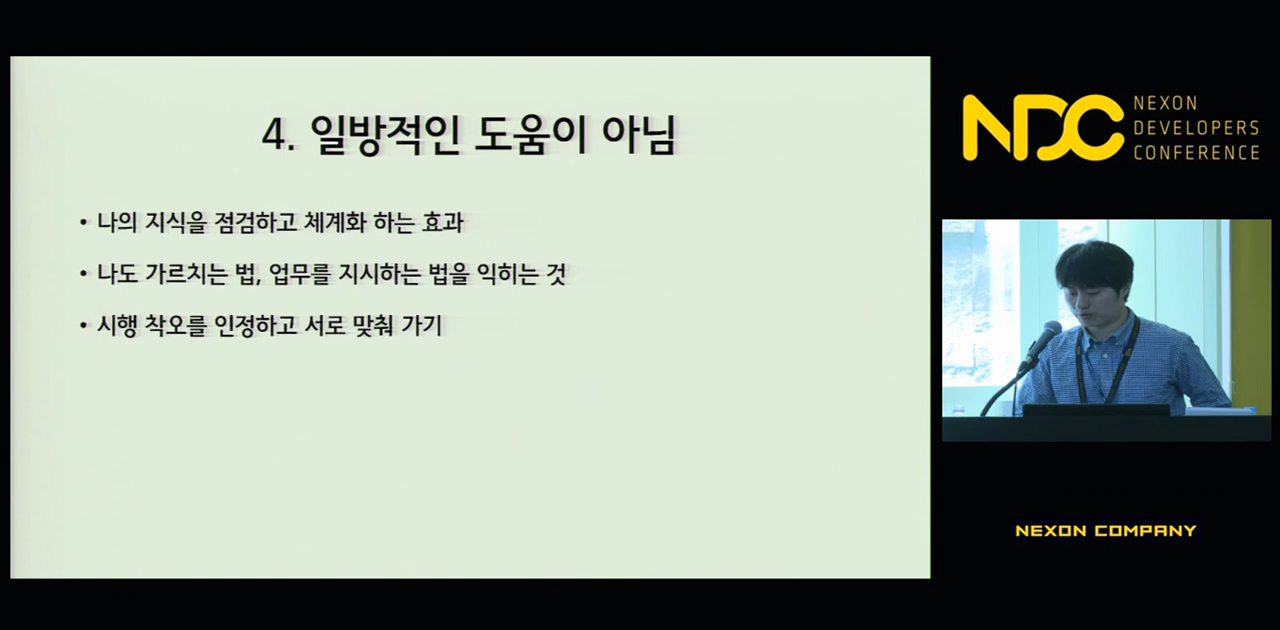 4. 일방적인 도움이 아님
• 나의 지식을 점검하고 체계화 하는 효과
• 나도 가르치는 법, 업무를 지시하는 법을 익히는 것
• 시행 착오를 인정하고 서로 맞춰 가기
NDC
NEXON
DEVELOPERS
CONFERENCE
NEXON COMPANY